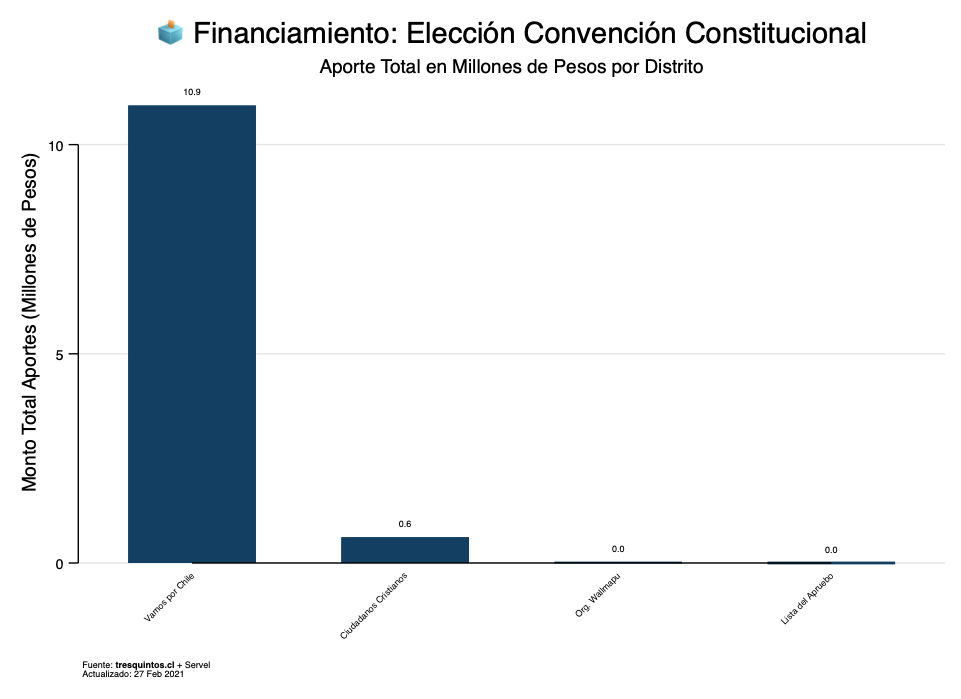 Financiamiento: Elección Convención Constitucional
Aporte Total en Millones de Pesos por Distrito
Monto Total Aportes (Millones de Pesos)
10
5
0
10.9
0.6
0.0
0.0
Vamos por Chile
Ciudadanos Cristianos
Org. Wallmapu
Lista del Apruebo
Fuente: tresquintos.cl + Servel
Actualizado: 27 Feb 2021